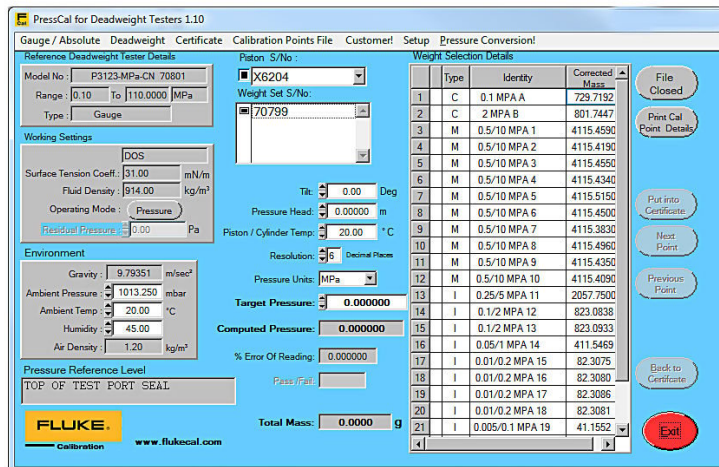 PressCal for Deadweight Testers 1.10
Gauge / Absolute Deadweight Certificate Calibration Points File Customer! Setup Pressure Conversion!
Reference Deadweight Tester Details
Model No : P3123-MPa-CN 70801
Range : 0.10 To 110.0000 MPa
Type : Gauge
Working Settings
DOS
Surface Tension Coeff.: 31.00 mN/m
Fluid Density : 914.00 kg/m³
Operating Mode : Pressure
Residual Pressure : 0.00 Pa
Environment
Gravity : 9.79351 m/sec²
Ambient Pressure : 1013.250 mbar
Ambient Temp : 20.00 °C
Humidity : 45.00
Air Density : 1.20 kg/m³
Pressure Reference Level
TOP OF TEST PORT SEAL
FLUKE®
Calibration
www.flukecal.com
Piston S/No :
X6204
Weight Set S/No:
70799
Tilt: 0.00 Deg
Pressure Head: 0.00000 m
Piston / Cylinder Temp: 20.00 °C
Resolution: 6 Decimal Places
Pressure Units: MPa
Target Pressure: 0.000000
Computed Pressure: 0.000000
% Error Of Reading: 0.000000
Pass /Fail:
Total Mass: 0.0000 g
Weight Selection Details
Type Identity Corrected Mass
1 C 0.1 MPA A 729.7192
2 C 2 MPA B 801.7447
3 M 0.5/10 MPA 1 4115.4590
4 M 0.5/10 MPA 2 4115.4190
5 M 0.5/10 MPA 3 4115.4550
6 M 0.5/10 MPA 4 4115.4340
7 M 0.5/10 MPA 5 4115.5150
8 M 0.5/10 MPA 6 4115.4500
9 M 0.5/10 MPA 7 4115.3830
10 M 0.5/10 MPA 8 4115.4960
11 M 0.5/10 MPA 9 4115.4350
12 M 0.5/10 MPA 10 4115.4090
13 I 0.25/5 MPA 11 2057.7500
14 I 0.1/2 MPA 12 823.0838
15 I 0.1/2 MPA 13 823.0933
16 I 0.05/1 MPA 14 411.5469
17 I 0.01/0.2 MPA 15 82.3075
18 I 0.01/0.2 MPA 16 82.3080
19 I 0.01/0.2 MPA 17 82.3086
20 I 0.01/0.2 MPA 18 82.3081
21 I 0.005/0.1 MPA 19 41.1552
File Closed
Print Cal Point Details
Put into Certificate
Next Point
Previous Point
Back to Certificate
Exit